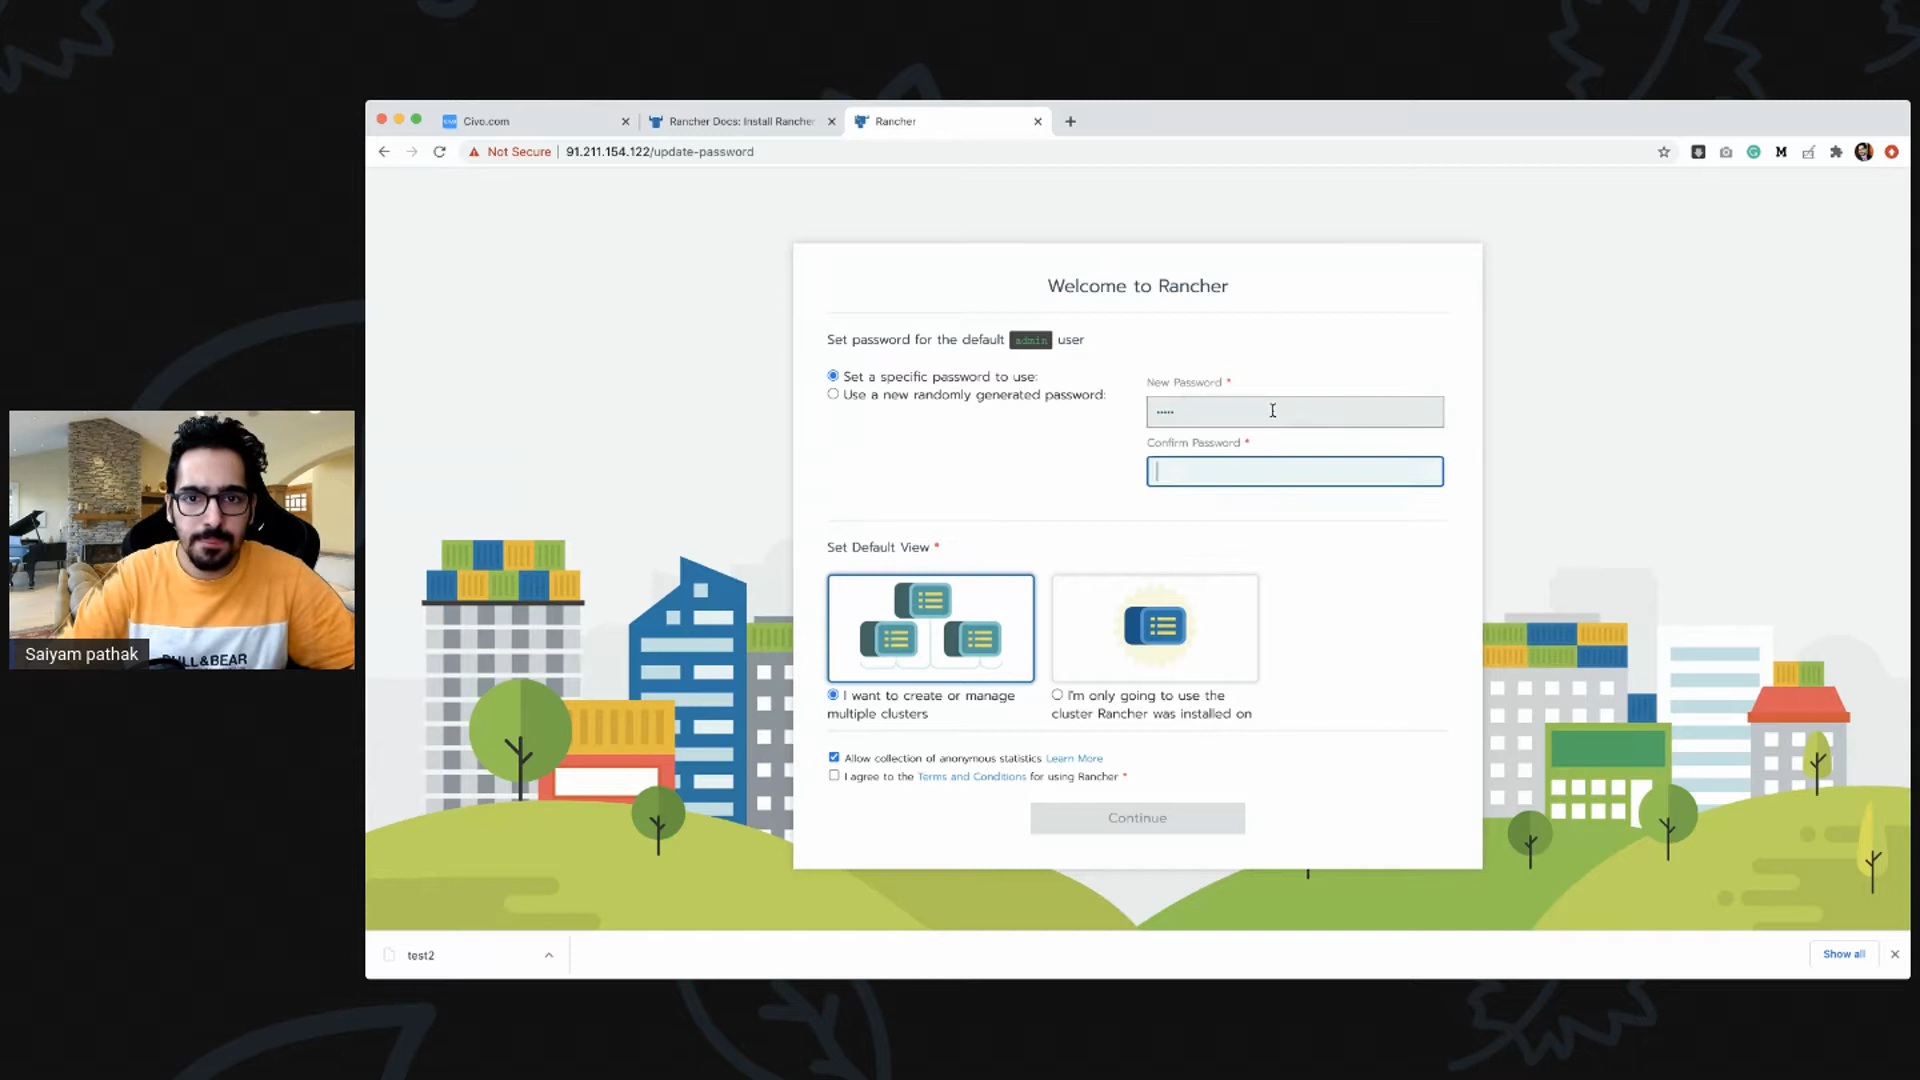 Civo.com
Rancher Docs: Install Rancher
Rancher
Not Secure
91.211.154.122/update-password
M
Welcome to Rancher
Set password for the default admin user
Set a specific password to use:
Use a new randomly generated password:
New Password *
•••••
Confirm Password *
Set Default View *
I want to create or manage
multiple clusters
I'm only going to use the
cluster Rancher was installed on
Allow collection of anonymous statistics Learn More
I agree to the Terms and Conditions for using Rancher *
Continue
Saiyam pathak
PULL&BEAR
test2
Show all